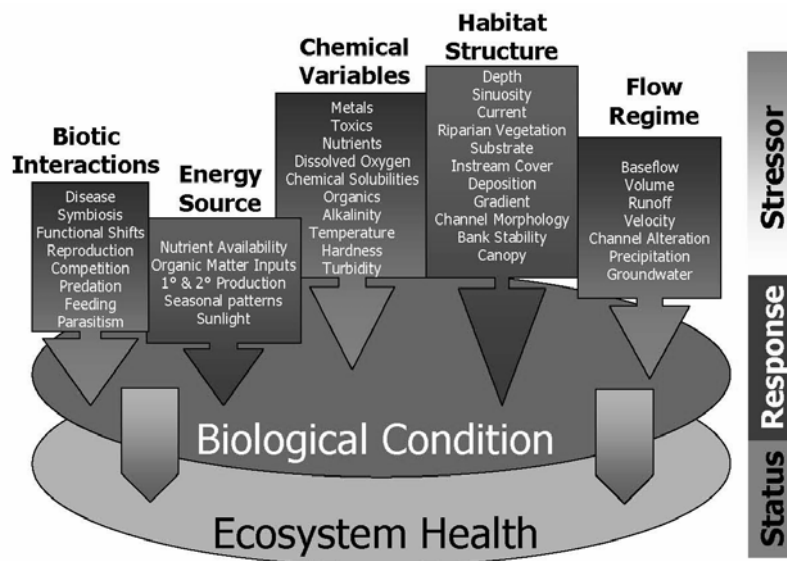 Biotic
Interactions
Disease
Symbiosis
Functional Shifts
Reproduction
Competition
Predation
Feeding
Parasitism
Energy
Source
Nutrient Availability
Organic Matter Inputs
1° & 2° Production
Seasonal patterns
Sunlight
Chemical
Variables
Metals
Toxics
Nutrients
Dissolved Oxygen
Chemical Solubilities
Organics
Alkalinity
Temperature
Hardness
Turbidity
Habitat
Structure
Depth
Sinuosity
Current
Riparian Vegetation
Substrate
Instream Cover
Deposition
Gradient
Channel Morphology
Bank Stability
Canopy
Flow
Regime
Baseflow
Volume
Runoff
Velocity
Channel Alteration
Precipitation
Groundwater
Stressor
Response
Status
Biological Condition
Ecosystem Health